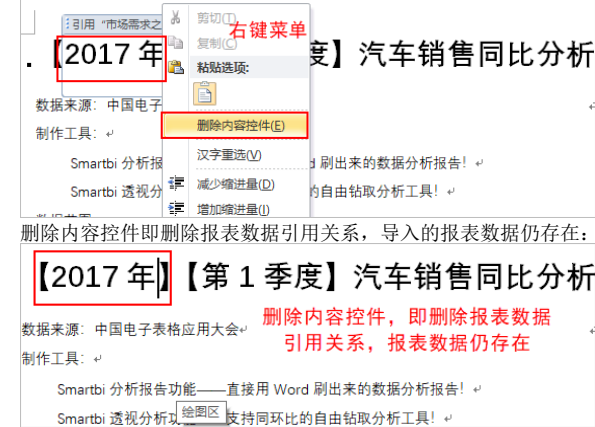 引用“市场需求之
剪切(T)
右键菜单
复制(C)
.【2017 年
度】汽车销售同比分析
粘贴选项:
数据来源：中国电子
删除内容控件(E)
制作工具：↵
汉字重选(V)
Smartbi 分析报
刷出来的数据分析报告！↵
减少缩进量(D)
Smartbi 透视分
的自由钻取分析工具！↵
增加缩进量(I)
删除内容控件即删除报表数据引用关系，导入的报表数据仍存在：
【2017 年】【第 1 季度】汽车销售同比分析
数据来源：中国电子表格应用大会↵
删除内容控件，即删除报表数据
引用关系，报表数据仍存在
制作工具：↵
Smartbi 分析报告功能——直接用 Word 刷出来的数据分析报告！↵
绘图区
Smartbi 透视分析功 支持同环比的自由钻取分析工具！↵